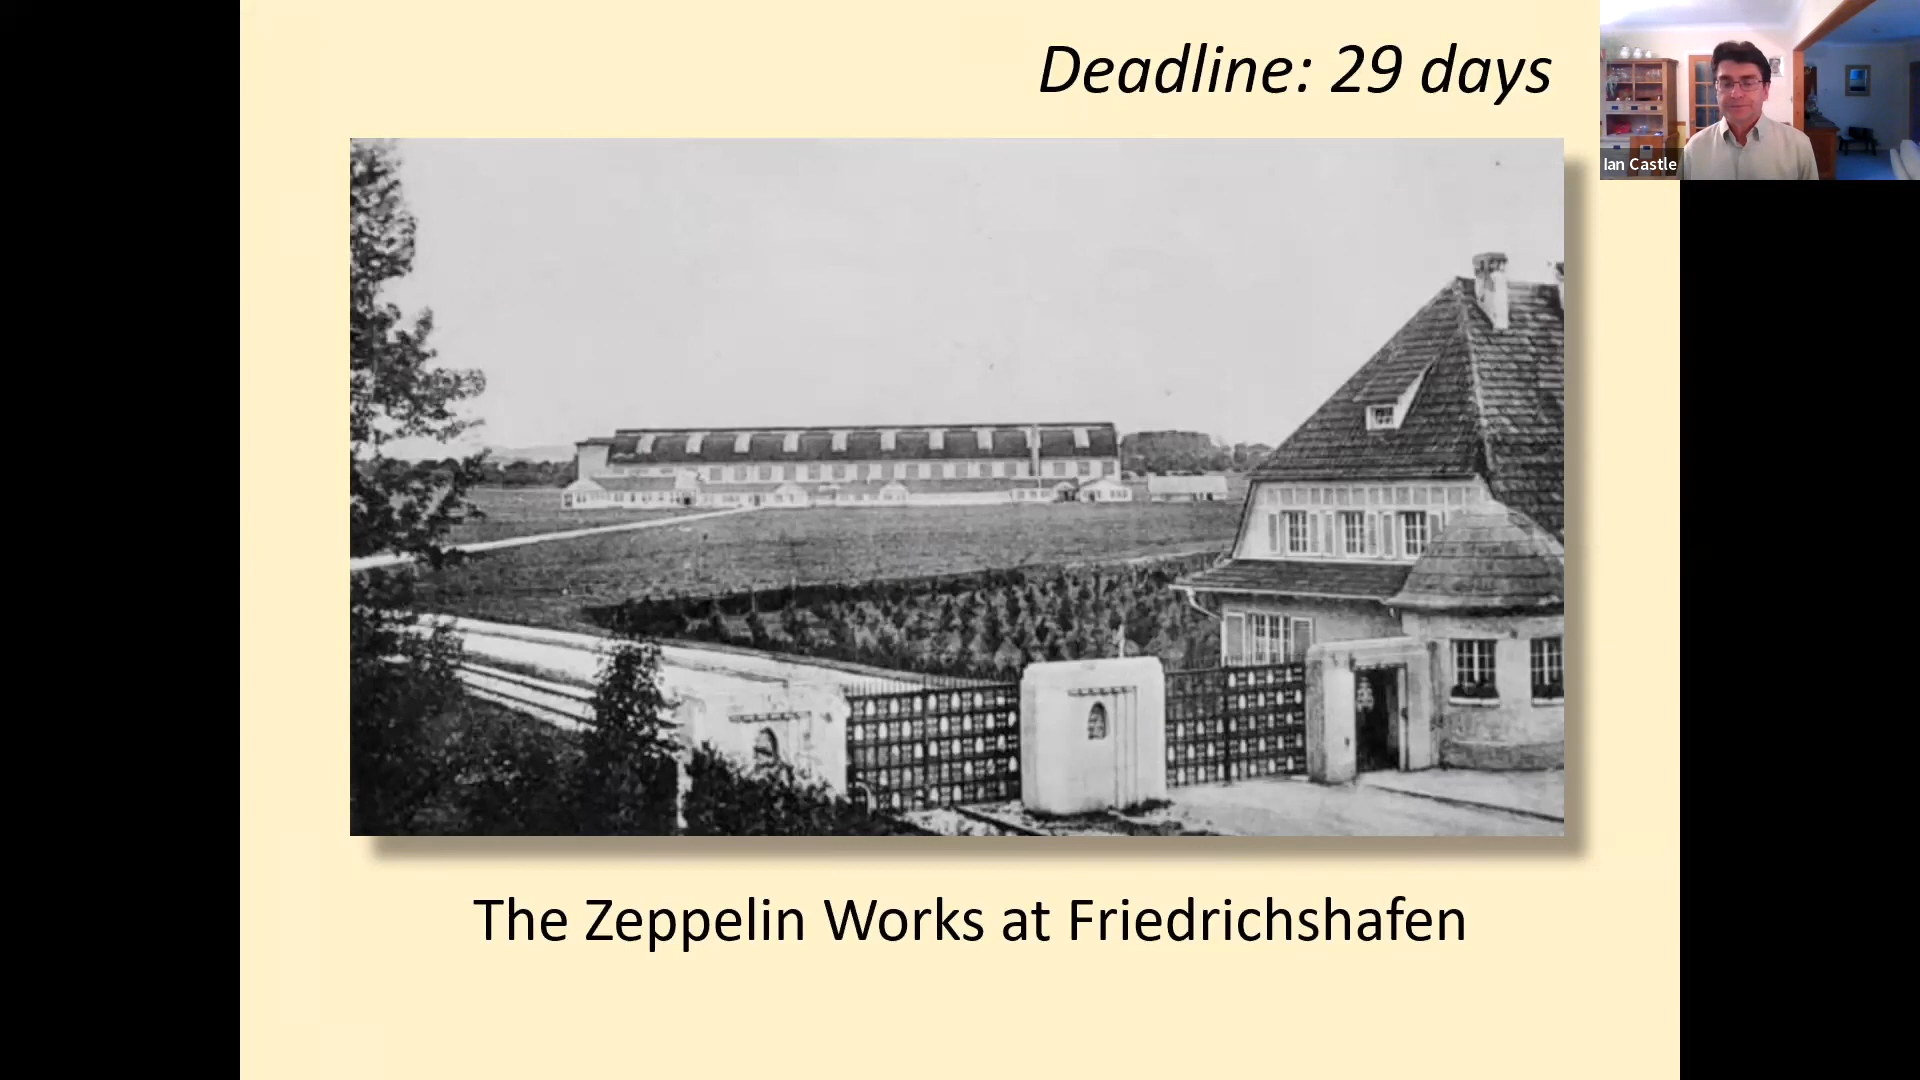 Deadline: 29 days
Ian Castle
The Zeppelin Works at Friedrichshafen